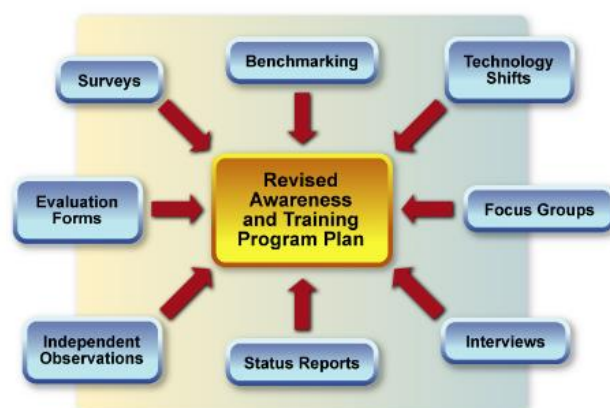 Surveys
Benchmarking
Technology
Shifts
Evaluation
Forms
Revised
Awareness
and Training
Program Plan
Focus Groups
Independent
Observations
Status Reports
Interviews